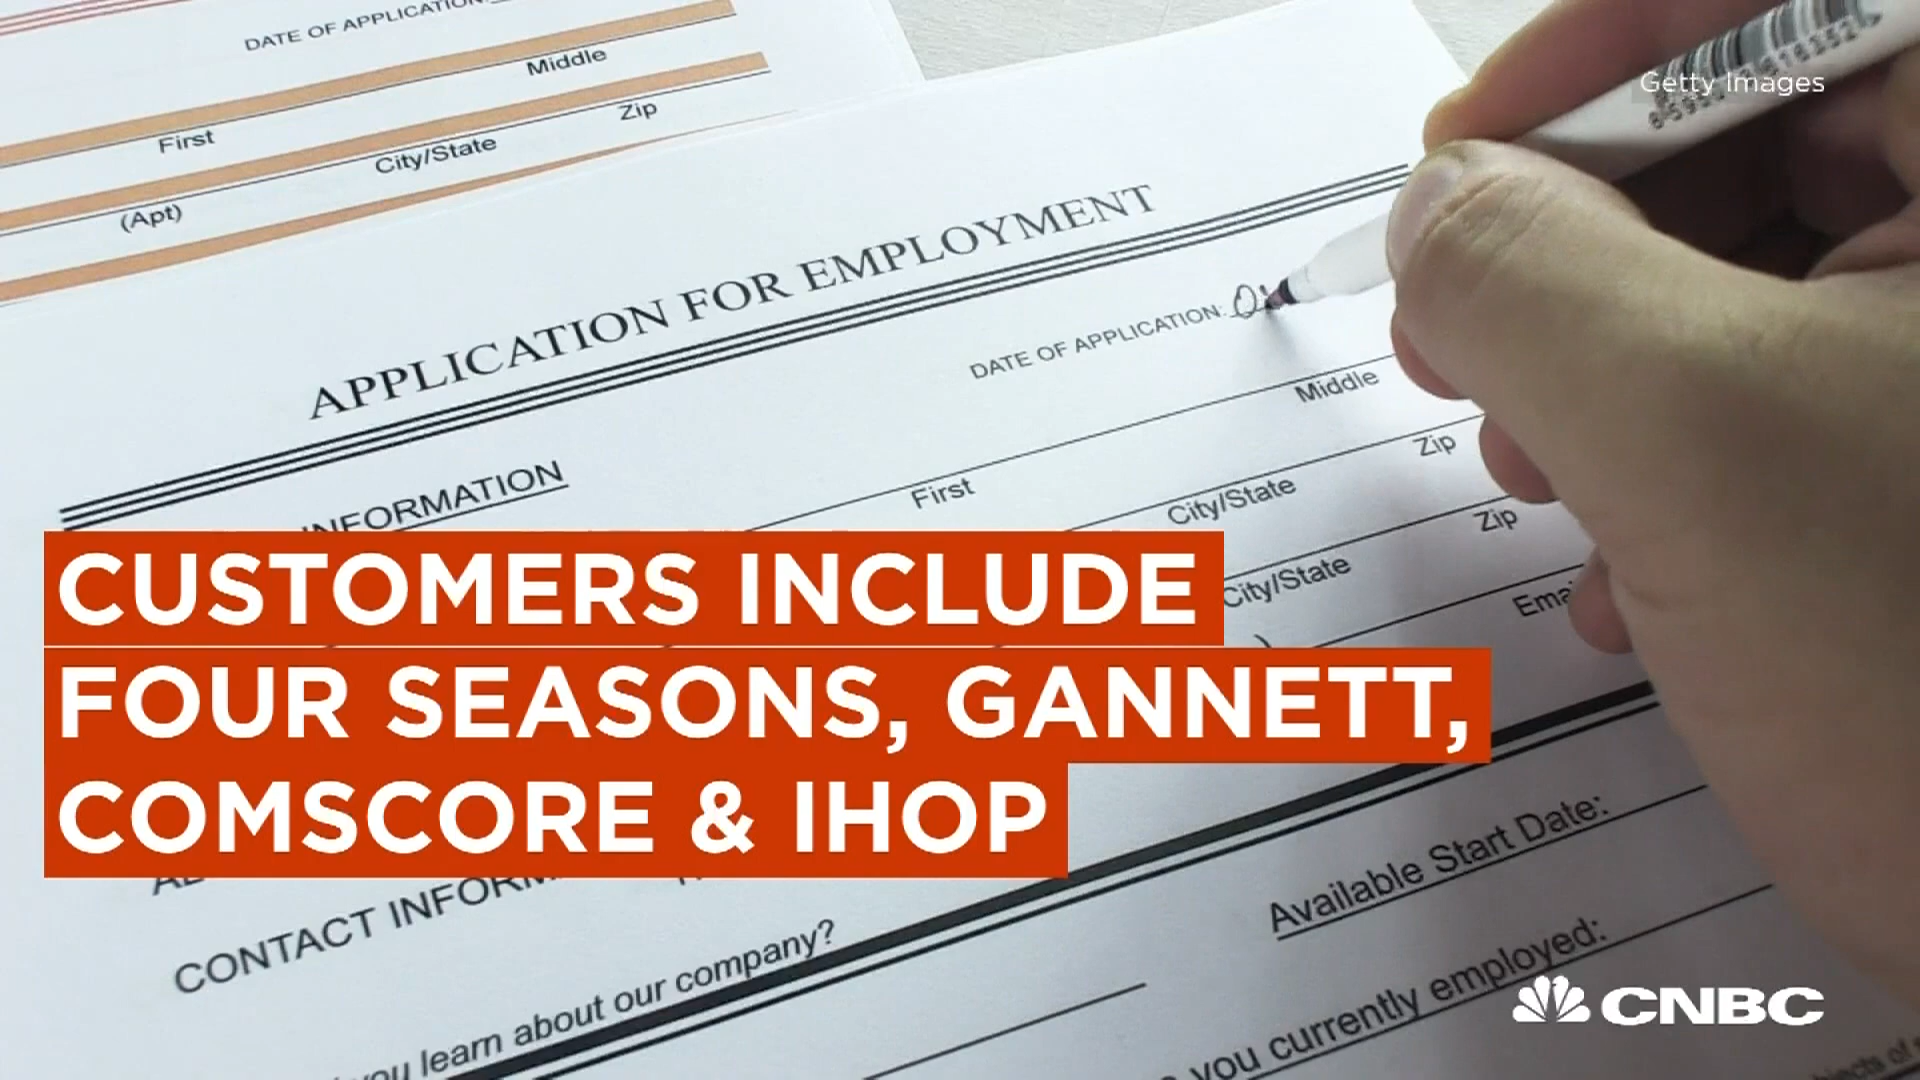 DATE OF APPLICATION:
Middle
First
Zip
City/State
(Apt)
Getty Images
APPLICATION FOR EMPLOYMENT
DATE OF APPLICATION:
Middle
INFORMATION
First
City/State
Zip
City/State
Zip
CUSTOMERS INCLUDE
FOUR SEASONS, GANNETT,
COMSCORE & IHOP
CONTACT
Available Start Date:
you learn about our company?
you currently employed:
CNBC